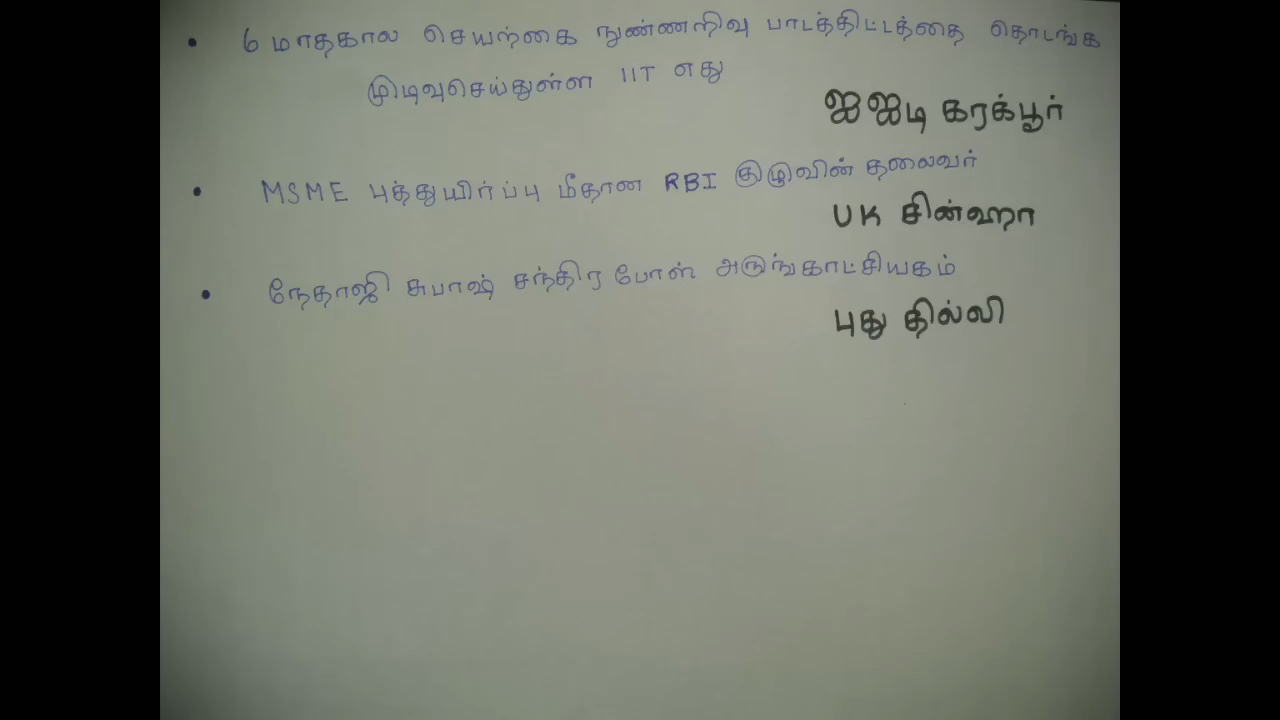 • 6 மாதகால செயற்கை நுண்ணறிவு பாடத்திட்டத்தை தொடங்க
முடிவுசெய்துள்ள IIT எது
ஐஐடி கரக்பூர்
• MSME புத்துயிர்ப்பு மீதான RBI குழுவின் தலைவர்
UK சின்ஹா
• நேதாஜி சுபாஷ் சந்திர போஸ் அருங்காட்சியகம்
புது தில்லி